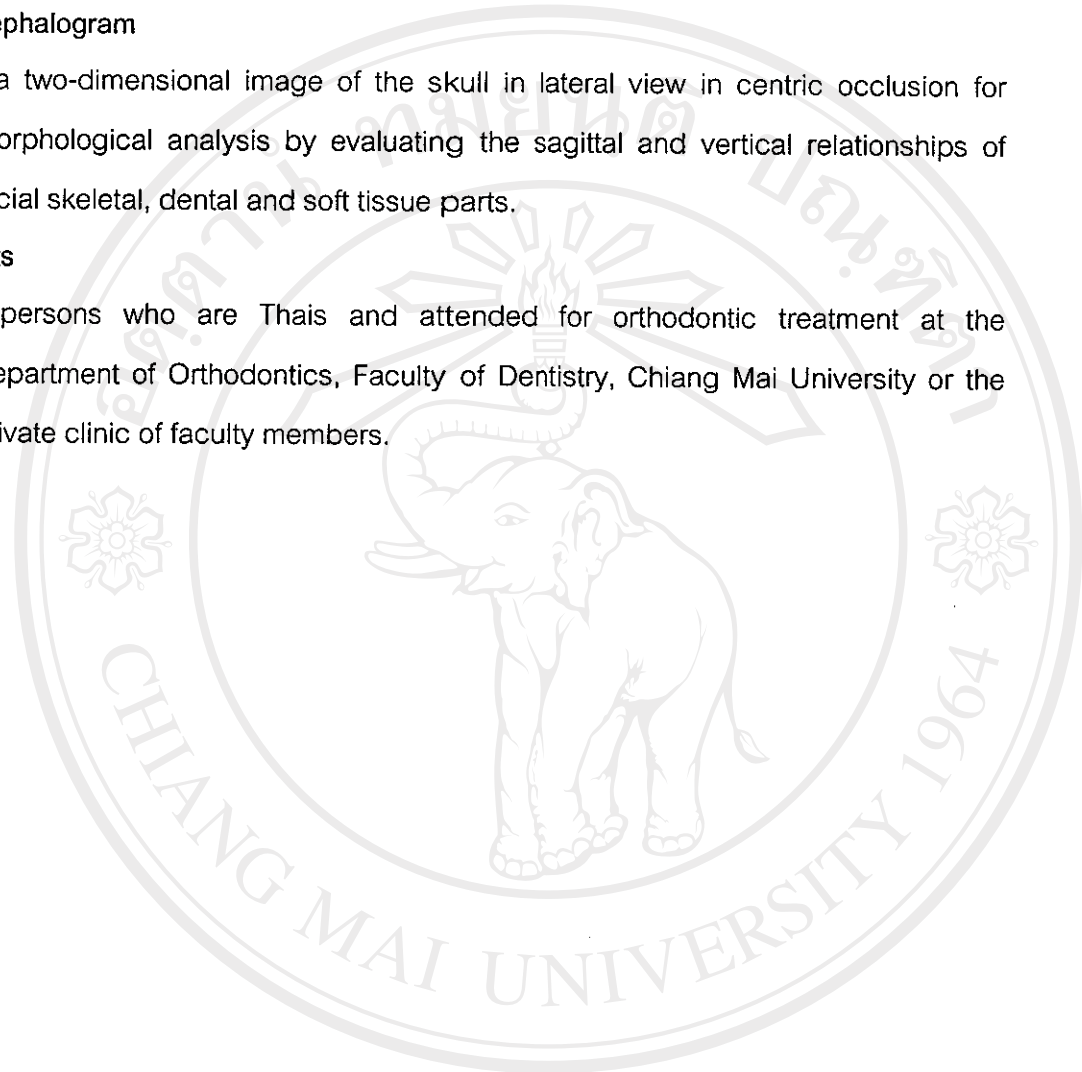 ephalogram
a two-dimensional image of the skull in lateral view in centric occlusion for
orphological analysis by evaluating the sagittal and vertical relationships of
cial skeletal, dental and soft tissue parts.
s
persons who are Thais and attended for orthodontic treatment at the
epartment of Orthodontics, Faculty of Dentistry, Chiang Mai University or the
ivate clinic of faculty members.
CHIANG MAI UNIVERSITY 1964